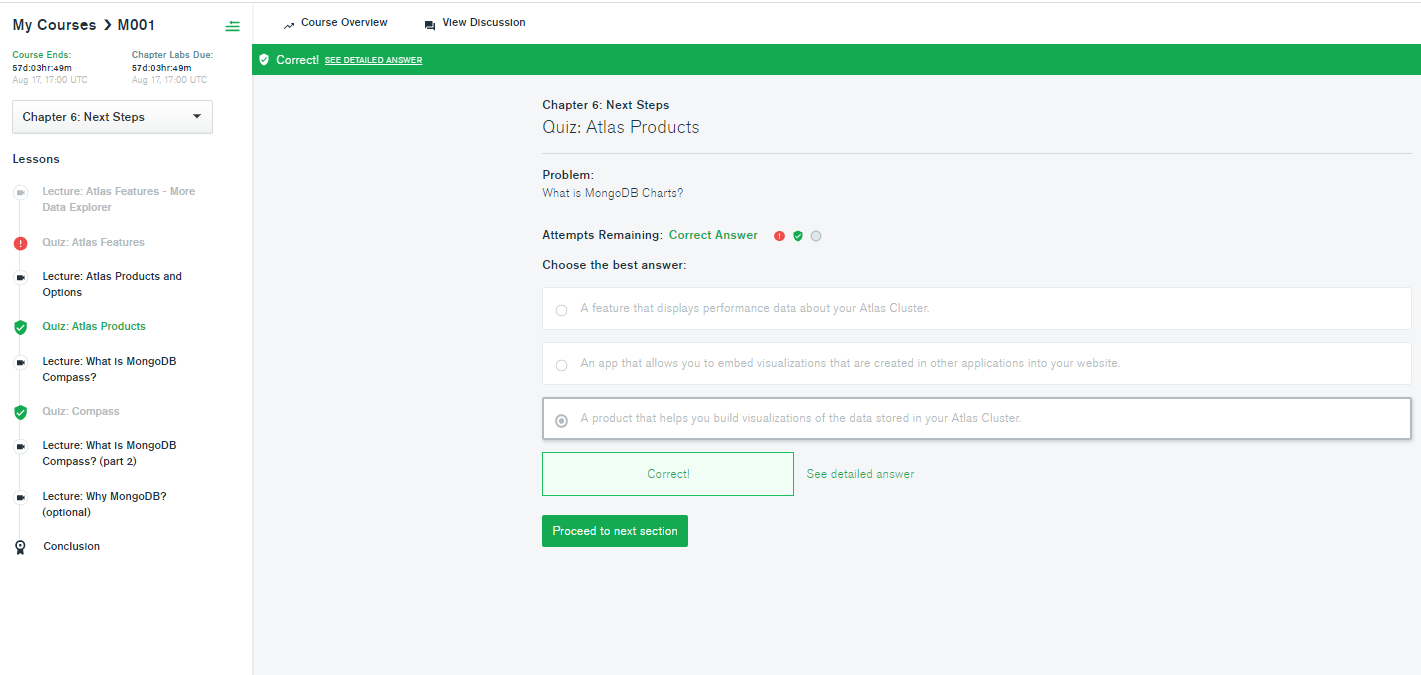 My Courses > M001
Course Ends:
57d:03hr:49m
Aug 17, 17:00 UTC
Chapter Labs Due:
57d:03hr:49m
Aug 17, 17:00 UTC
Chapter 6: Next Steps
Lessons
Lecture: Atlas Features - More
Data Explorer
Quiz: Atlas Features
Lecture: Atlas Products and
Options
Quiz: Atlas Products
Lecture: What is MongoDB
Compass?
Quiz: Compass
Lecture: What is MongoDB
Compass? (part 2)
Lecture: Why MongoDB?
(optional)
Conclusion
Course Overview
View Discussion
Correct! SEE DETAILED ANSWER
Chapter 6: Next Steps
Quiz: Atlas Products
Problem:
What is MongoDB Charts?
Attempts Remaining: Correct Answer
Choose the best answer:
A feature that displays performance data about your Atlas Cluster.
An app that allows you to embed visualizations that are created in other applications into your website.
A product that helps you build visualizations of the data stored in your Atlas Cluster.
Correct!
See detailed answer
Proceed to next section